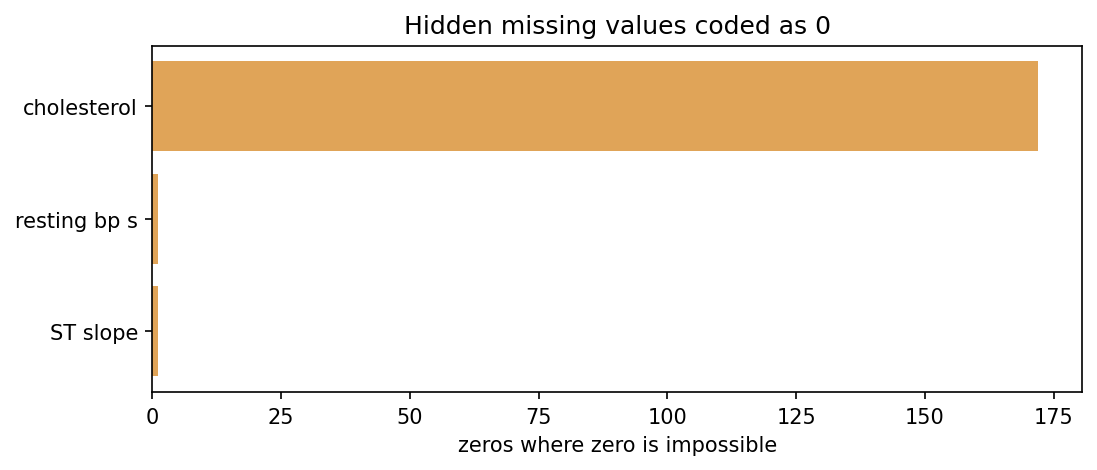 Hidden missing values coded as 0
cholesterol
resting bp s
ST slope
0 25 50 75 100 125 150 175
zeros where zero is impossible